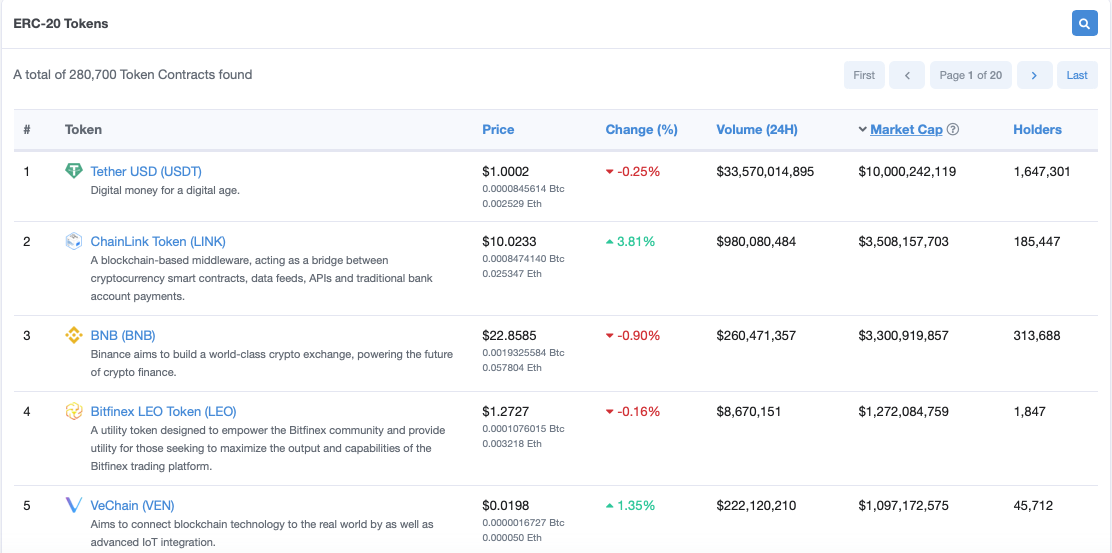 ERC-20 Tokens
A total of 280,700 Token Contracts found
First
Page 1 of 20
Last
# Token Price Change (%) Volume (24H) Market Cap ? Holders
1 Tether USD (USDT) $1.0002 -0.25% $33,570,014,895 $10,000,242,119 1,647,301
Digital money for a digital age. 0.0000845614 Btc
0.002529 Eth
2 ChainLink Token (LINK) $10.0233 3.81% $980,080,484 $3,508,157,703 185,447
A blockchain-based middleware, acting as a bridge between 0.0008474140 Btc
cryptocurrency smart contracts, data feeds, APIs and traditional bank 0.025347 Eth
account payments.
3 BNB (BNB) $22.8585 -0.90% $260,471,357 $3,300,919,857 313,688
Binance aims to build a world-class crypto exchange, powering the future 0.0019325584 Btc
of crypto finance. 0.057804 Eth
4 Bitfinex LEO Token (LEO) $1.2727 -0.16% $8,670,151 $1,272,084,759 1,847
A utility token designed to empower the Bitfinex community and provide 0.0001076015 Btc
utility for those seeking to maximize the output and capabilities of the 0.003218 Eth
Bitfinex trading platform.
5 VeChain (VEN) $0.0198 1.35% $222,120,210 $1,097,172,575 45,712
Aims to connect blockchain technology to the real world by as well as 0.0000016727 Btc
advanced IoT integration. 0.000050 Eth